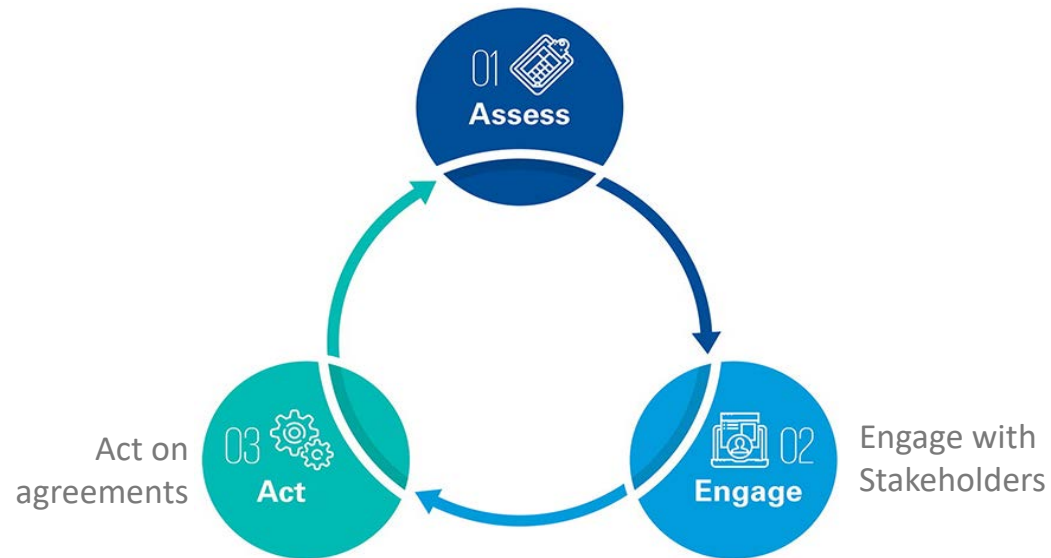 01
Assess
02
Engage
Engage with
Stakeholders
03
Act
Act on
agreements